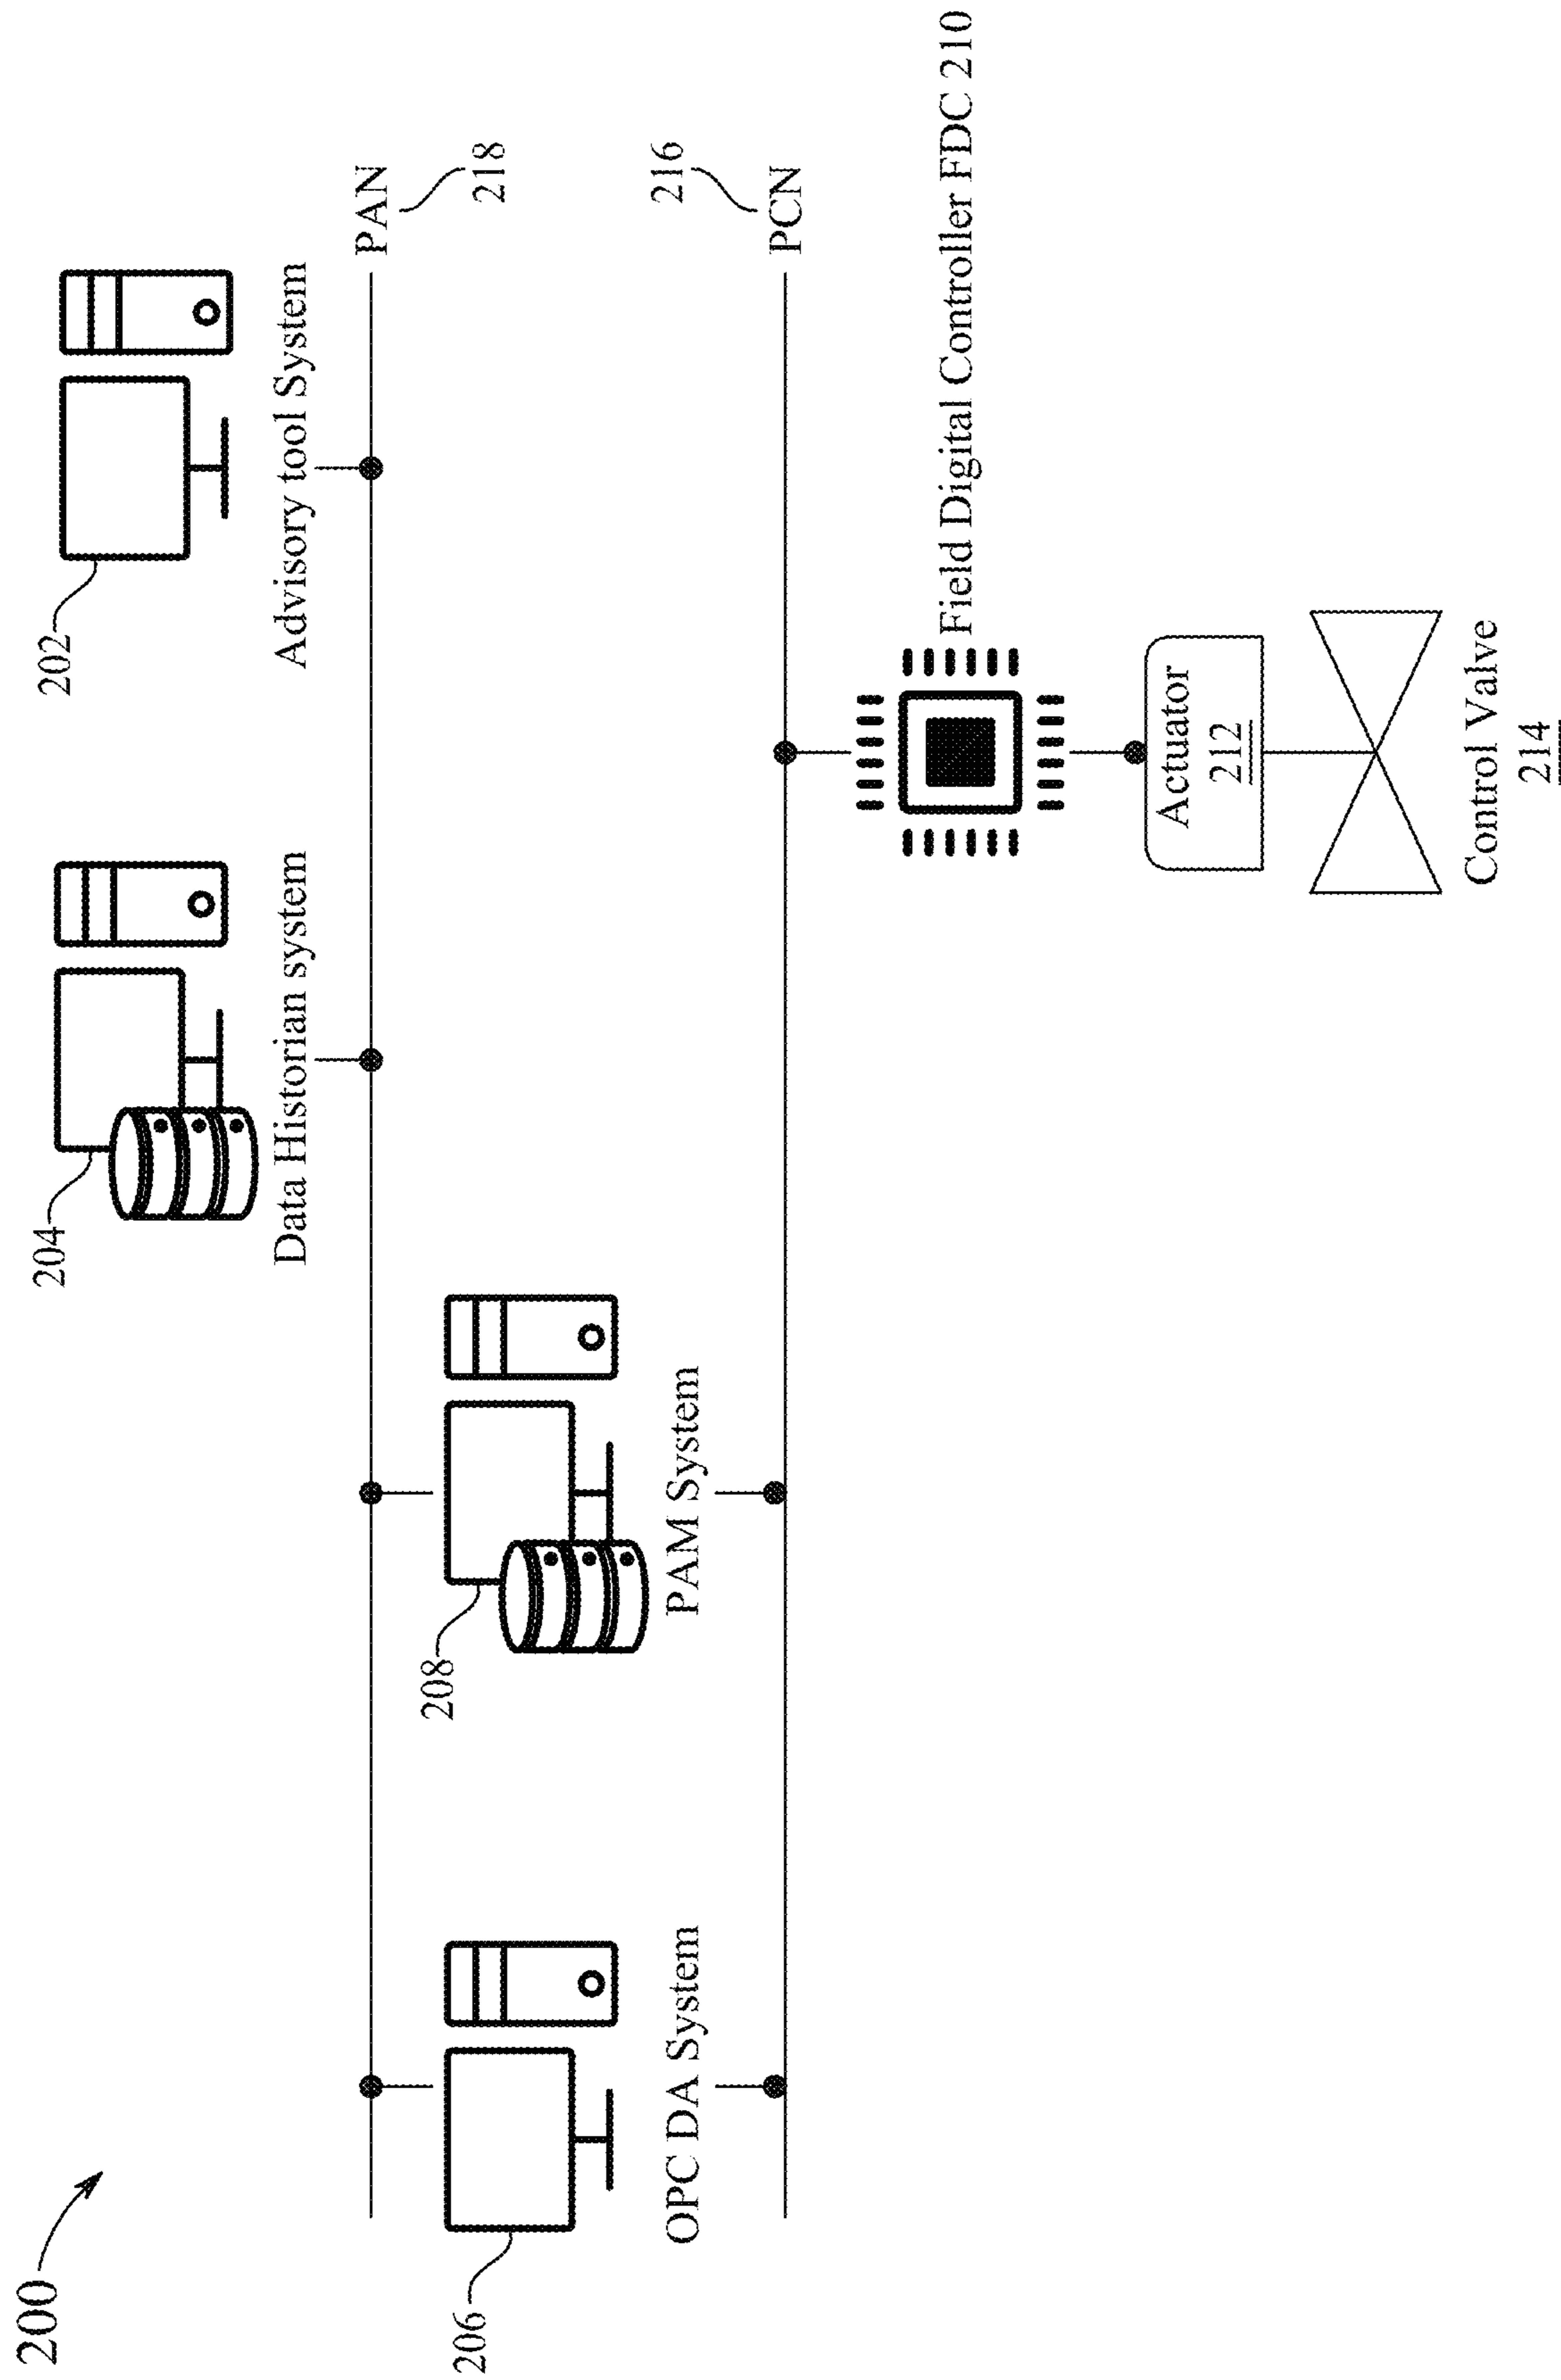 200
202
Advisory tool System
204
Data Historian system
PAN
218
206
OPC DA System
208
PAM System
216
PCN
Field Digital Controller FDC 210
Actuator
212
Control Valve
214